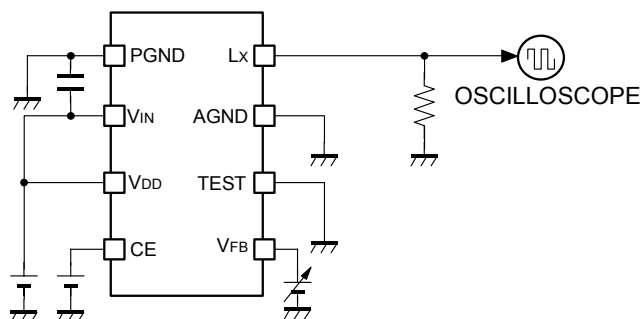 PGND
Lx
OSCILLOSCOPE
VIN
AGND
VDD
TEST
CE
VFB